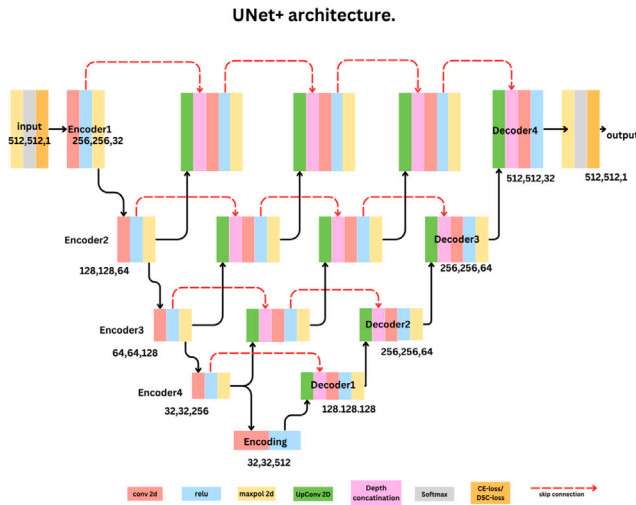 UNet+ architecture.
input
512,512,1
Encoder1
256,256,32
Decoder4
512,512,32
output
512,512,1
Encoder2
128,128,64
Decoder3
256,256,64
Encoder3
64,64,128
Decoder2
256,256,64
Encoder4
32,32,256
Decoder1
128.128.128
Encoding
32,32,512
conv 2d
relu
maxpol 2d
UpConv 2D
Depth
concatination
Softmax
CE-loss/
DSC-loss
skip connection